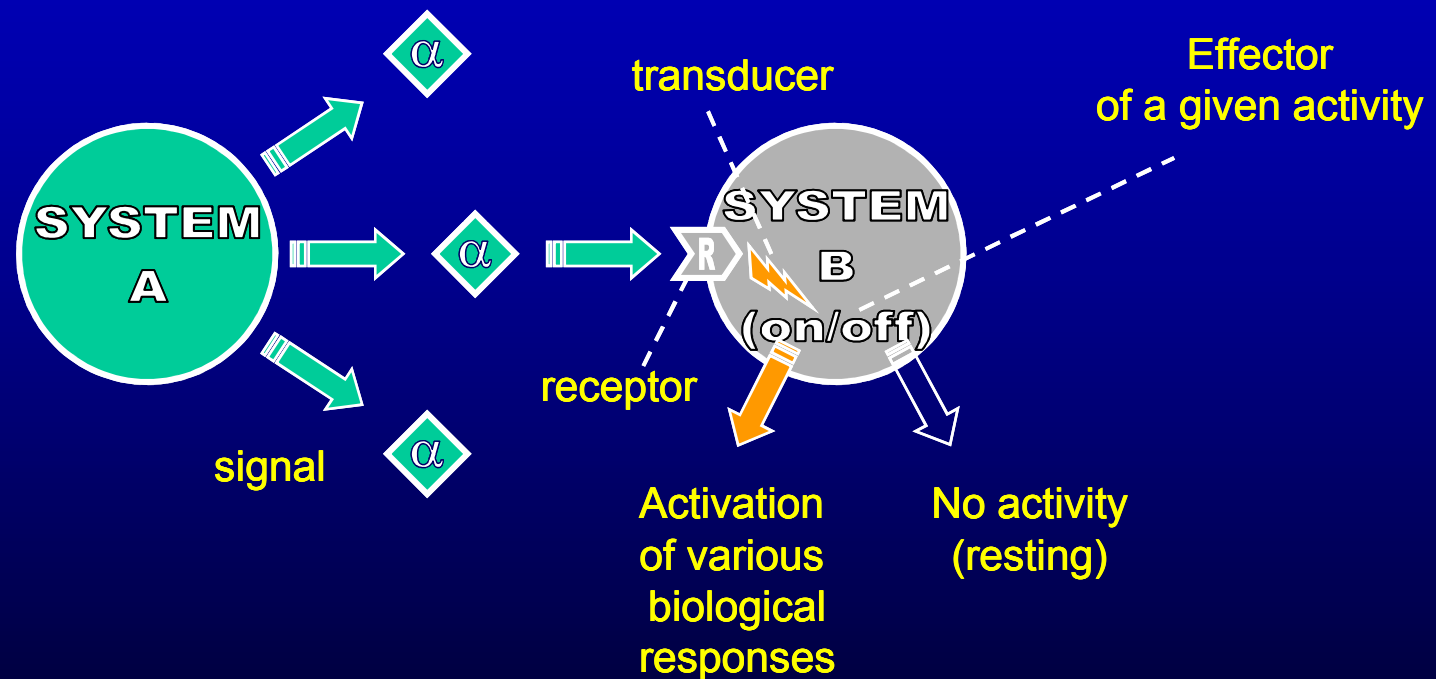 α
transducer
Effector
of a given activity
SYSTEM
A
α
R
SYSTEM
B
(on/off)
receptor
signal
α
Activation
of various
biological
responses
No activity
(resting)